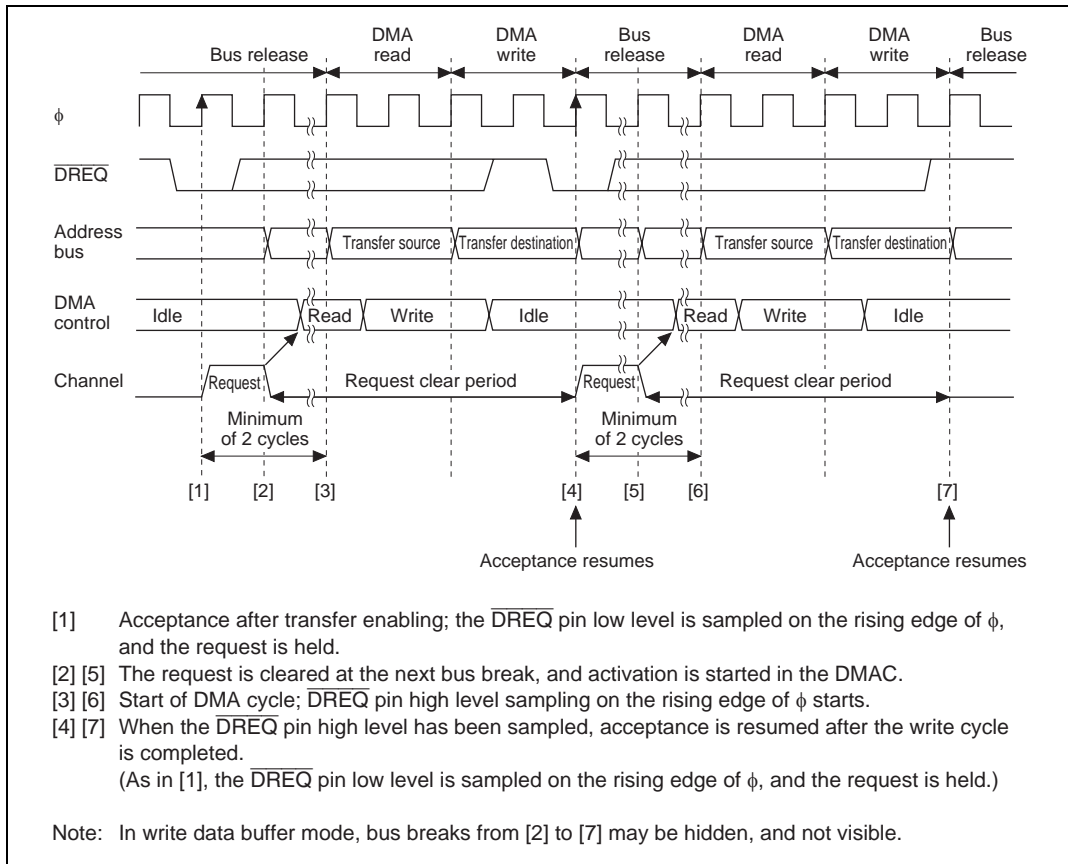 Bus release
DMA read
DMA write
Bus release
DMA read
DMA write
Bus release
φ
DREQ
Address bus
Transfer source
Transfer destination
Transfer source
Transfer destination
DMA control
Idle
Read
Write
Idle
Read
Write
Idle
Channel
Request
Request clear period
Request
Request clear period
Minimum of 2 cycles
Minimum of 2 cycles
[1] [2] [3] [4] [5] [6] [7]
Acceptance resumes
Acceptance resumes
[1] Acceptance after transfer enabling; the DREQ pin low level is sampled on the rising edge of φ,
and the request is held.
[2] [5] The request is cleared at the next bus break, and activation is started in the DMAC.
[3] [6] Start of DMA cycle; DREQ pin high level sampling on the rising edge of φ starts.
[4] [7] When the DREQ pin high level has been sampled, acceptance is resumed after the write cycle
is completed.
(As in [1], the DREQ pin low level is sampled on the rising edge of φ, and the request is held.)
Note: In write data buffer mode, bus breaks from [2] to [7] may be hidden, and not visible.